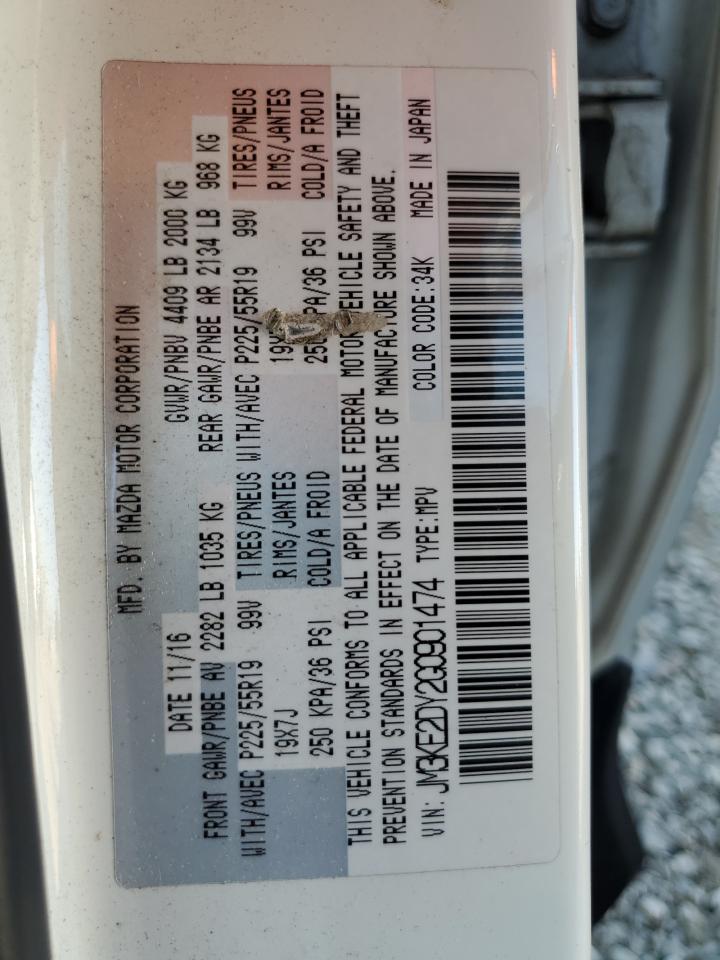 MFD. BY MAZDA MOTOR CORPORATION
DATE 11/16 GVWR/PNBV 4409 LB 2000 KG
FRONT GAWR/PNBE AV 2282 LB 1035 KG REAR GAWR/PNBE AR 2134 LB 968 KG
WITH/AVEC P225/55R19 99V TIRES/PNEUS WITH/AVEC P225/55R19 99V TIRES/PNEUS
19X7J RIMS/JANTES RIMS/JANTES
250 KPA/36 PSI COLD/A FROID PSI COLD/A FROID
THIS VEHICLE CONFORMS TO ALL APPLICABLE FEDERAL MOTOR VEHICLE SAFETY AND THEFT
PREVENTION STANDARDS IN EFFECT ON THE DATE OF MANUFACTURE SHOWN ABOVE.
VIN: JM3KE2DY2G0901474 TYPE:MPV COLOR CODE:34K MADE IN JAPAN